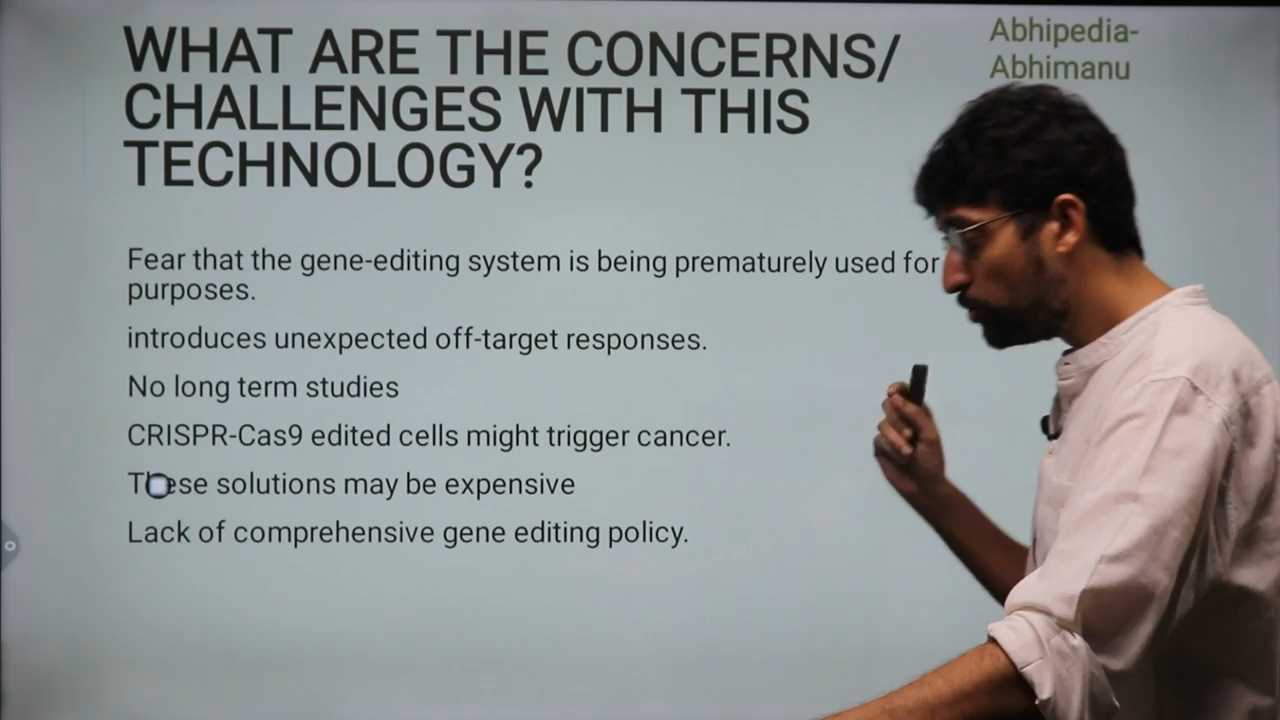 WHAT ARE THE CONCERNS/
CHALLENGES WITH THIS
TECHNOLOGY?
Abhipedia-
Abhimanu
Fear that the gene-editing system is being prematurely used for
purposes.
introduces unexpected off-target responses.
No long term studies
CRISPR-Cas9 edited cells might trigger cancer.
These solutions may be expensive
Lack of comprehensive gene editing policy.